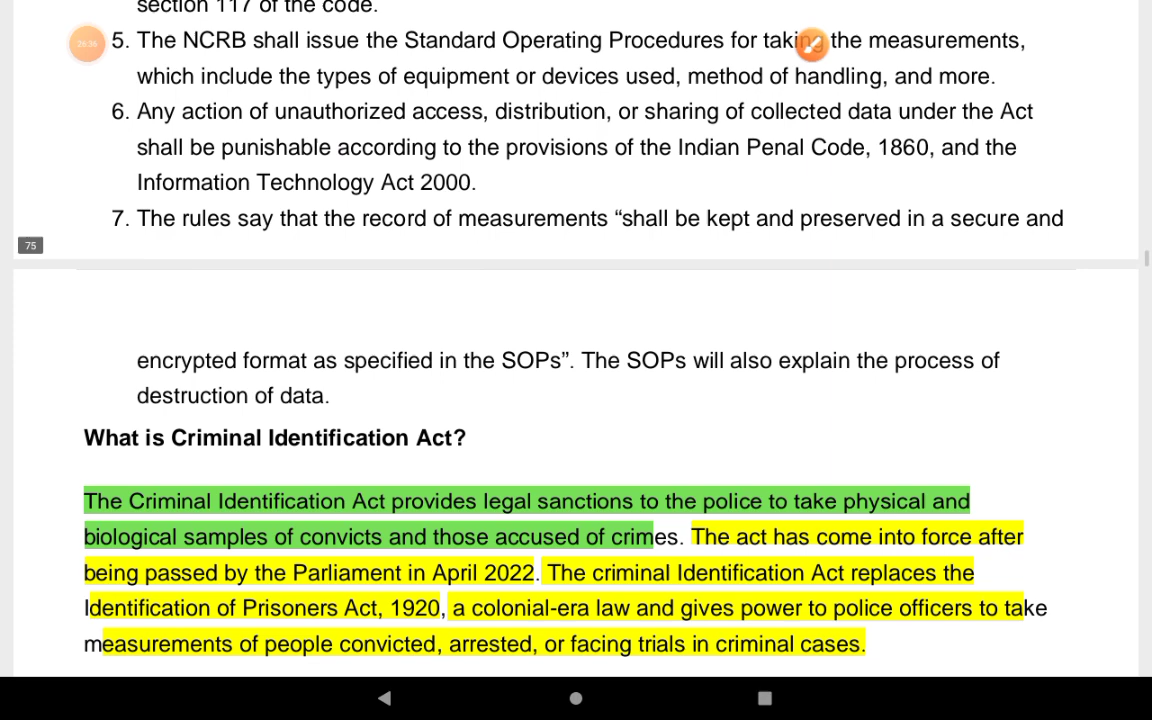 section 117 of the code.
26:36
5. The NCRB shall issue the Standard Operating Procedures for taking the measurements,
which include the types of equipment or devices used, method of handling, and more.
6. Any action of unauthorized access, distribution, or sharing of collected data under the Act
shall be punishable according to the provisions of the Indian Penal Code, 1860, and the
Information Technology Act 2000.
7. The rules say that the record of measurements “shall be kept and preserved in a secure and
75
encrypted format as specified in the SOPs”. The SOPs will also explain the process of
destruction of data.
What is Criminal Identification Act?
The Criminal Identification Act provides legal sanctions to the police to take physical and
biological samples of convicts and those accused of crimes. The act has come into force after
being passed by the Parliament in April 2022. The criminal Identification Act replaces the
Identification of Prisoners Act, 1920, a colonial-era law and gives power to police officers to take
measurements of people convicted, arrested, or facing trials in criminal cases.